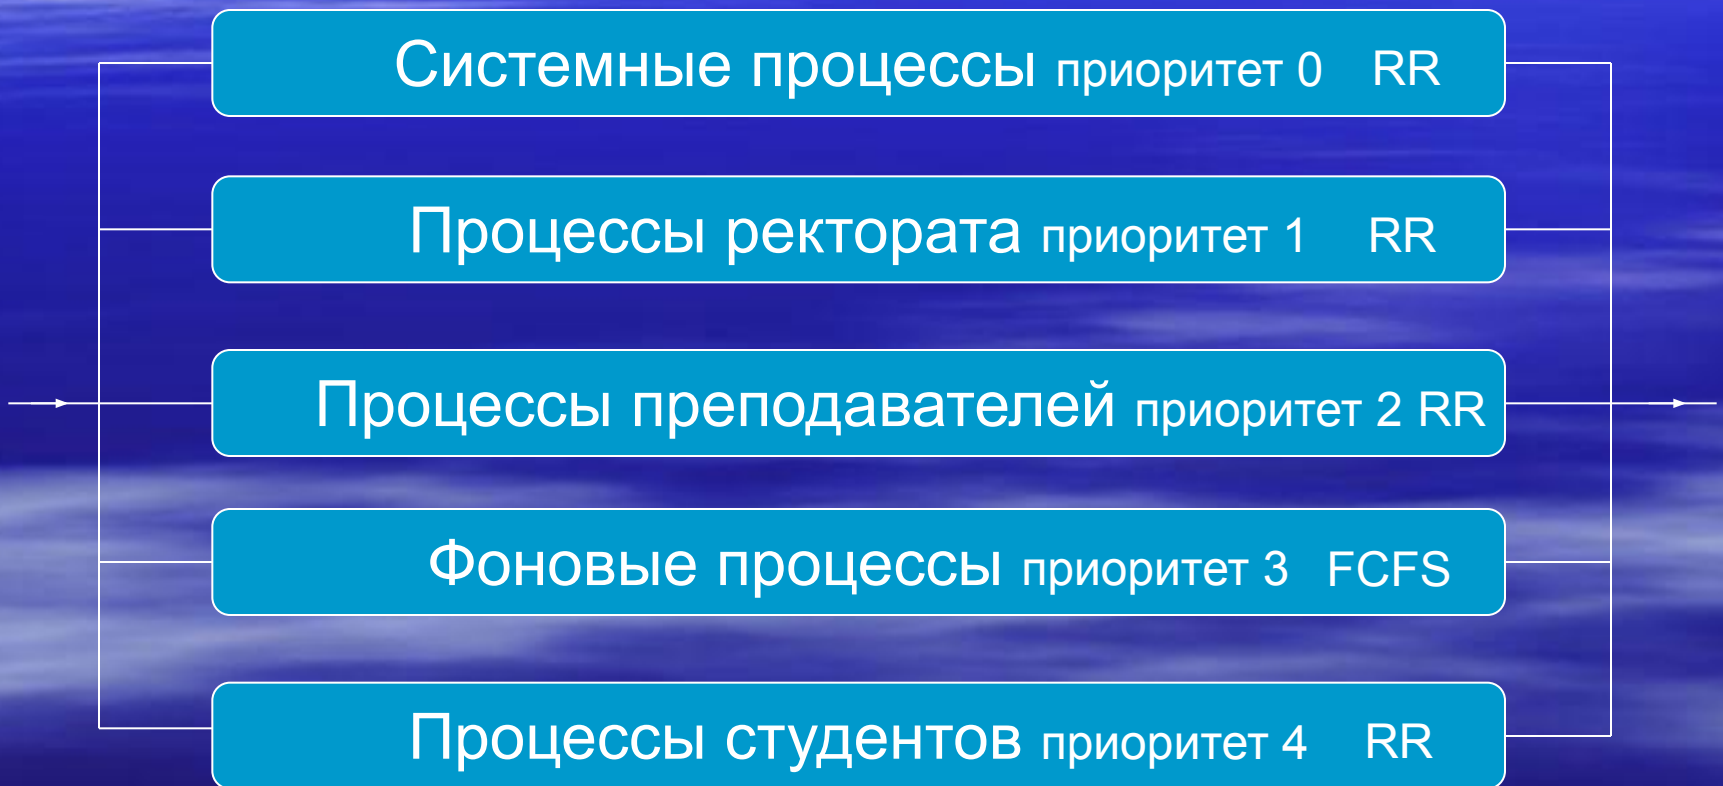 Системные процессы приоритет 0 RR
Процессы ректората приоритет 1 RR
Процессы преподавателей приоритет 2 RR
Фоновые процессы приоритет 3 FCFS
Процессы студентов приоритет 4 RR